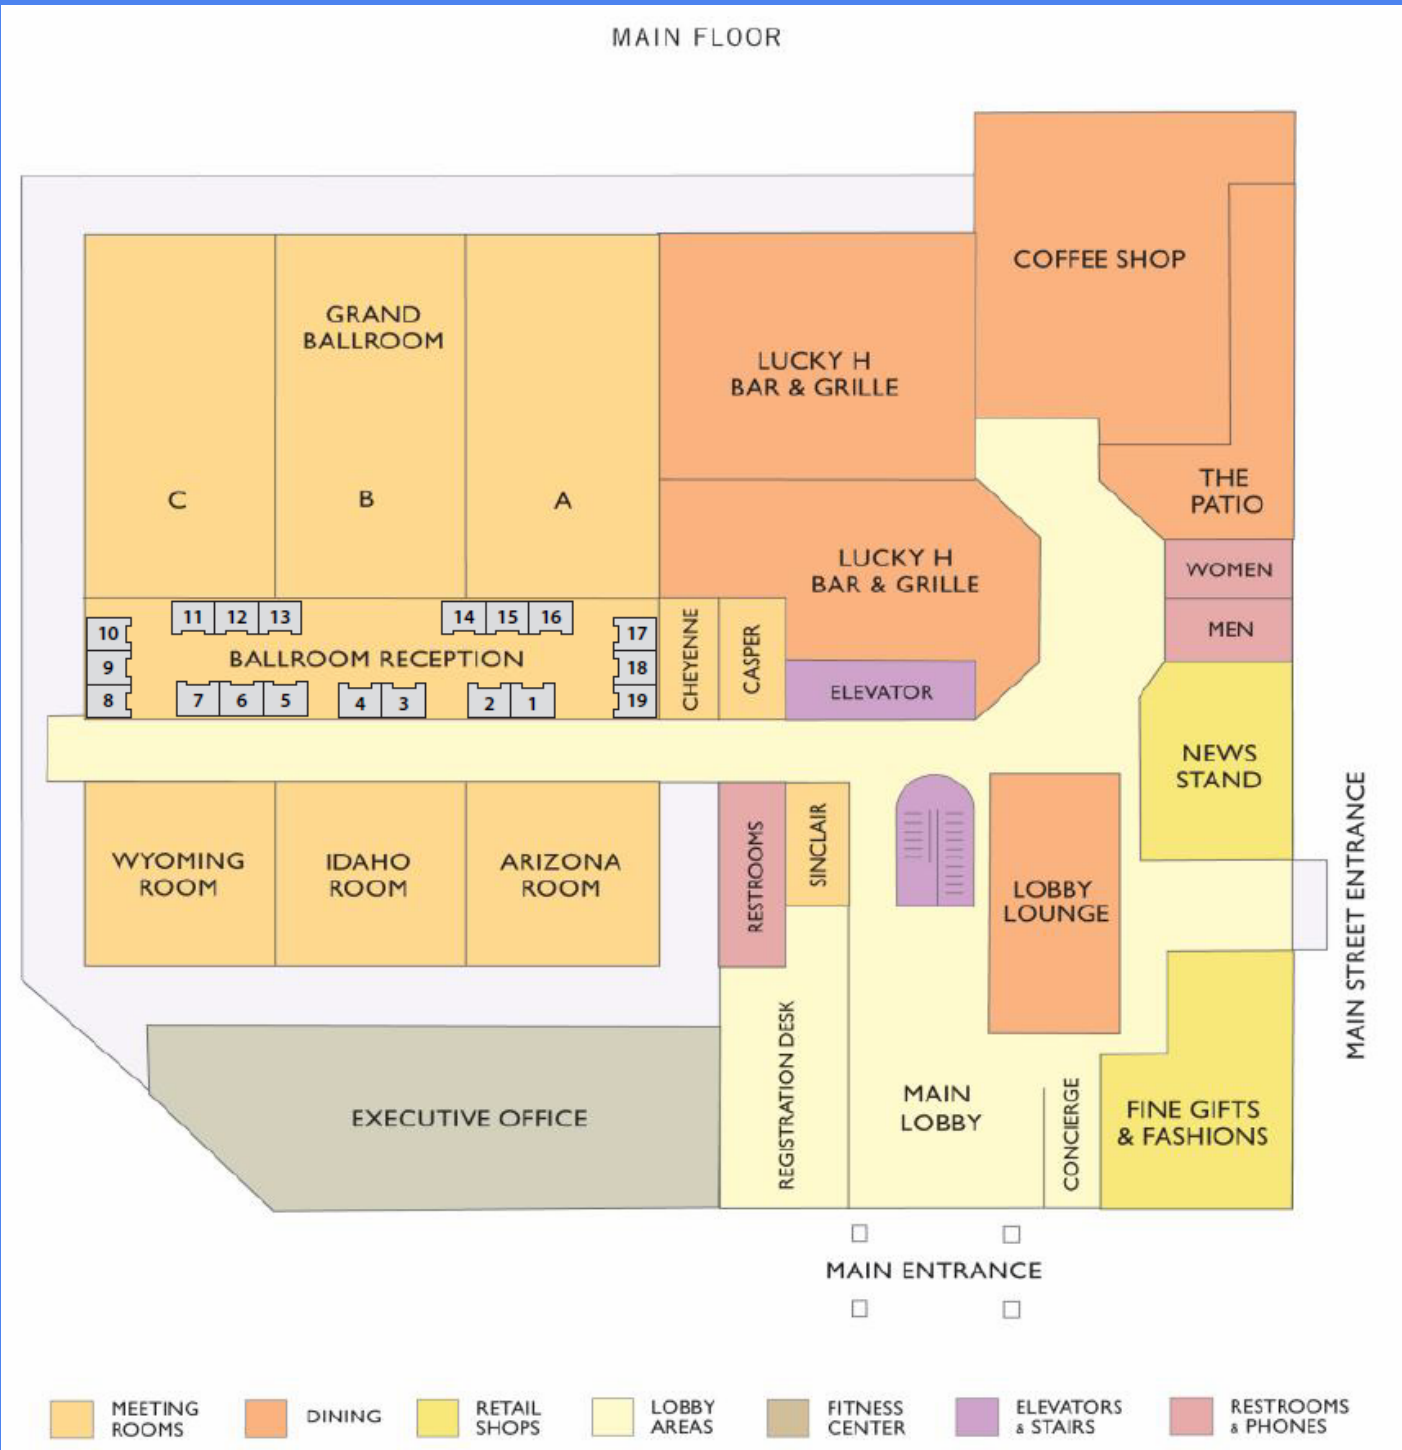 MAIN FLOOR
COFFEE SHOP
GRAND
BALLROOM
LUCKY H
BAR & GRILLE
C
B
A
THE
PATIO
LUCKY H
BAR & GRILLE
WOMEN
MEN
11 12 13
14 15 16
10
9
8
17
18
19
BALLROOM RECEPTION
7 6 5
4 3
2 1
CHEYENNE
CASPER
ELEVATOR
NEWS
STAND
WYOMING
ROOM
IDAHO
ROOM
ARIZONA
ROOM
RESTROOMS
SINCLAIR
LOBBY
LOUNGE
MAIN STREET ENTRANCE
EXECUTIVE OFFICE
REGISTRATION DESK
MAIN
LOBBY
CONCIERGE
FINE GIFTS
& FASHIONS
MAIN ENTRANCE
MEETING
ROOMS
DINING
RETAIL
SHOPS
LOBBY
AREAS
FITNESS
CENTER
ELEVATORS
& STAIRS
RESTROOMS
& PHONES